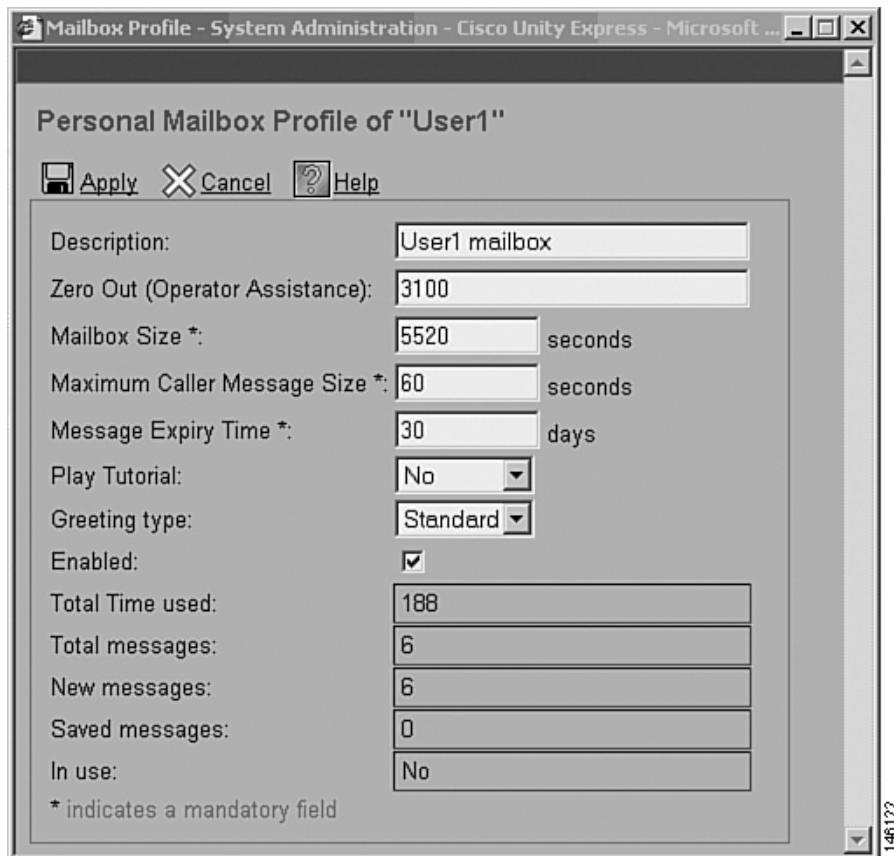 Mailbox Profile - System Administration - Cisco Unity Express - Microsoft ...
Personal Mailbox Profile of "User1"
Apply Cancel ? Help
Description: User1 mailbox
Zero Out (Operator Assistance): 3100
Mailbox Size *: 5520 seconds
Maximum Caller Message Size *: 60 seconds
Message Expiry Time *: 30 days
Play Tutorial: No
Greeting type: Standard
Enabled:
Total Time used: 188
Total messages: 6
New messages: 6
Saved messages: 0
In use: No
* indicates a mandatory field
146122